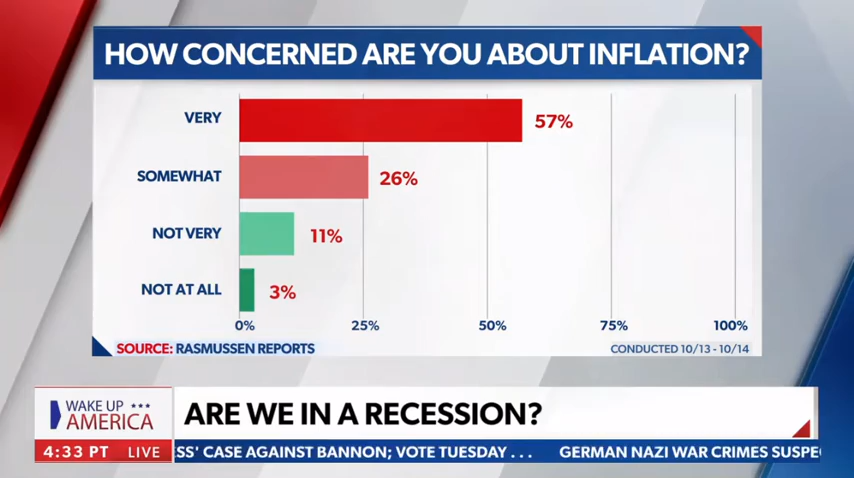 HOW CONCERNED ARE YOU ABOUT INFLATION?
VERY
57%
SOMEWHAT
26%
NOT VERY
11%
NOT AT ALL
3%
0% 25% 50% 75% 100%
SOURCE: RASMUSSEN REPORTS
CONDUCTED 10/13 - 10/14
WAKE UP
AMERICA
ARE WE IN A RECESSION?
4:33 PT LIVE
SS' CASE AGAINST BANNON; VOTE TUESDAY . . . GERMAN NAZI WAR CRIMES SUSPE